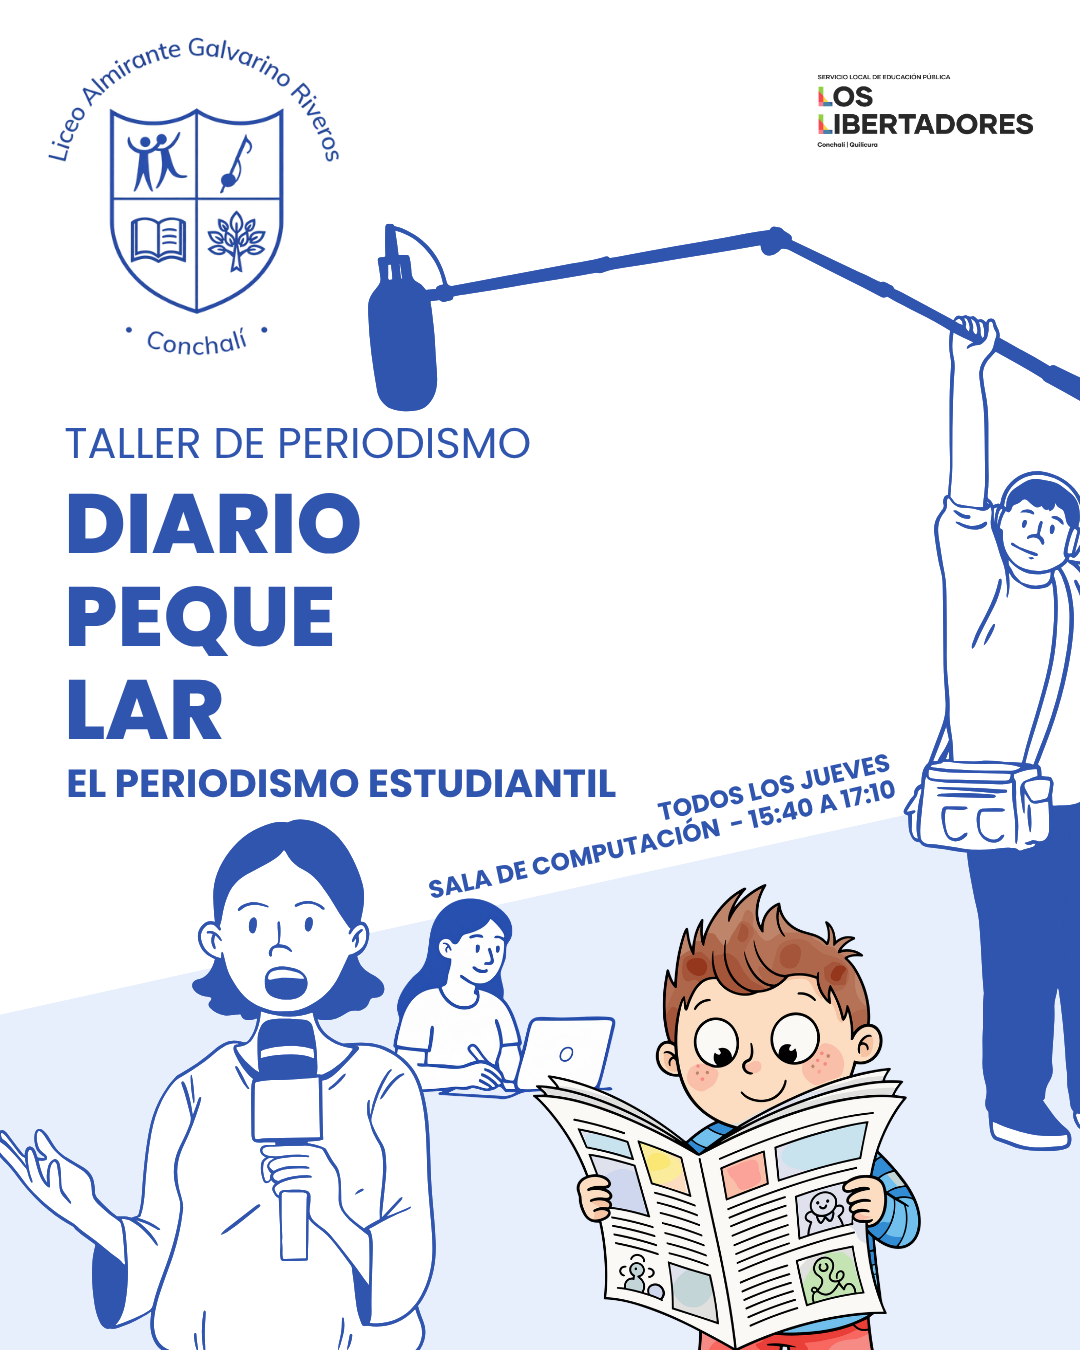 Liceo Almirante Galvarino Riveros
• Conchalí •
SERVICIO LOCAL DE EDUCACIÓN PÚBLICA
LOS
LIBERTADORES
Conchalí | Quilicura
TALLER DE PERIODISMO
DIARIO
PEQUE
LAR
EL PERIODISMO ESTUDIANTIL
TODOS LOS JUEVES
SALA DE COMPUTACIÓN - 15:40 A 17:10